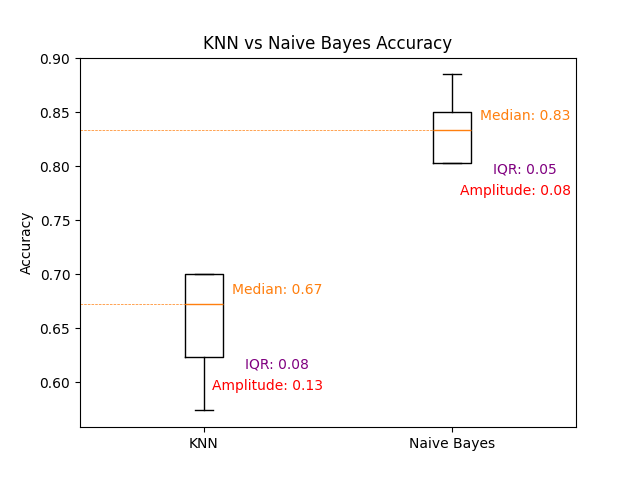 KNN vs Naive Bayes Accuracy
0.90
0.85
Median: 0.83
0.80
IQR: 0.05
Amplitude: 0.08
0.75
Accuracy
0.70
Median: 0.67
0.65
IQR: 0.08
0.60
Amplitude: 0.13
KNN
Naive Bayes